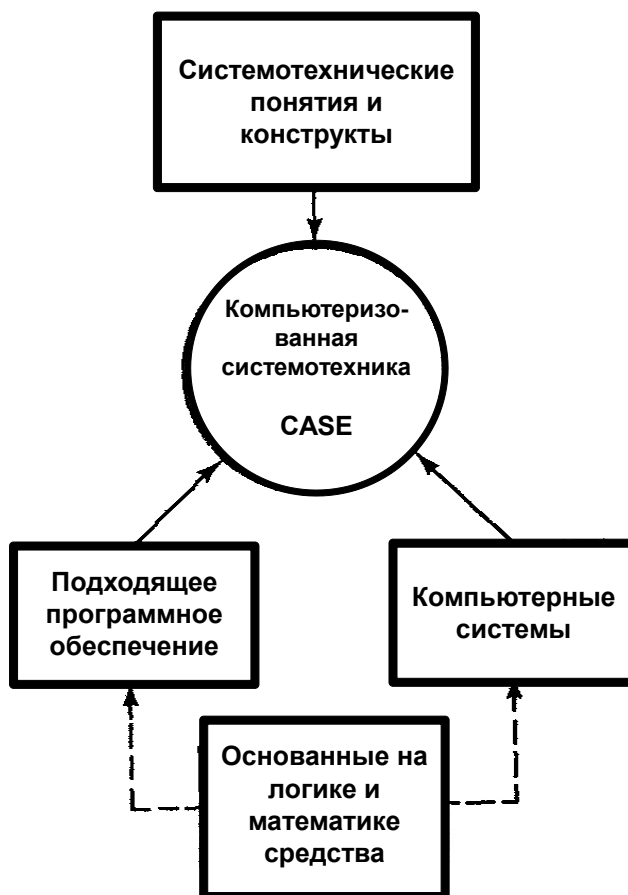 Системотехнические
понятия и
конструкты
Компьютеризо-
ванная
системотехника
CASE
Подходящее
программное
обеспечение
Компьютерные
системы
Основанные на
логике и
математике
средства